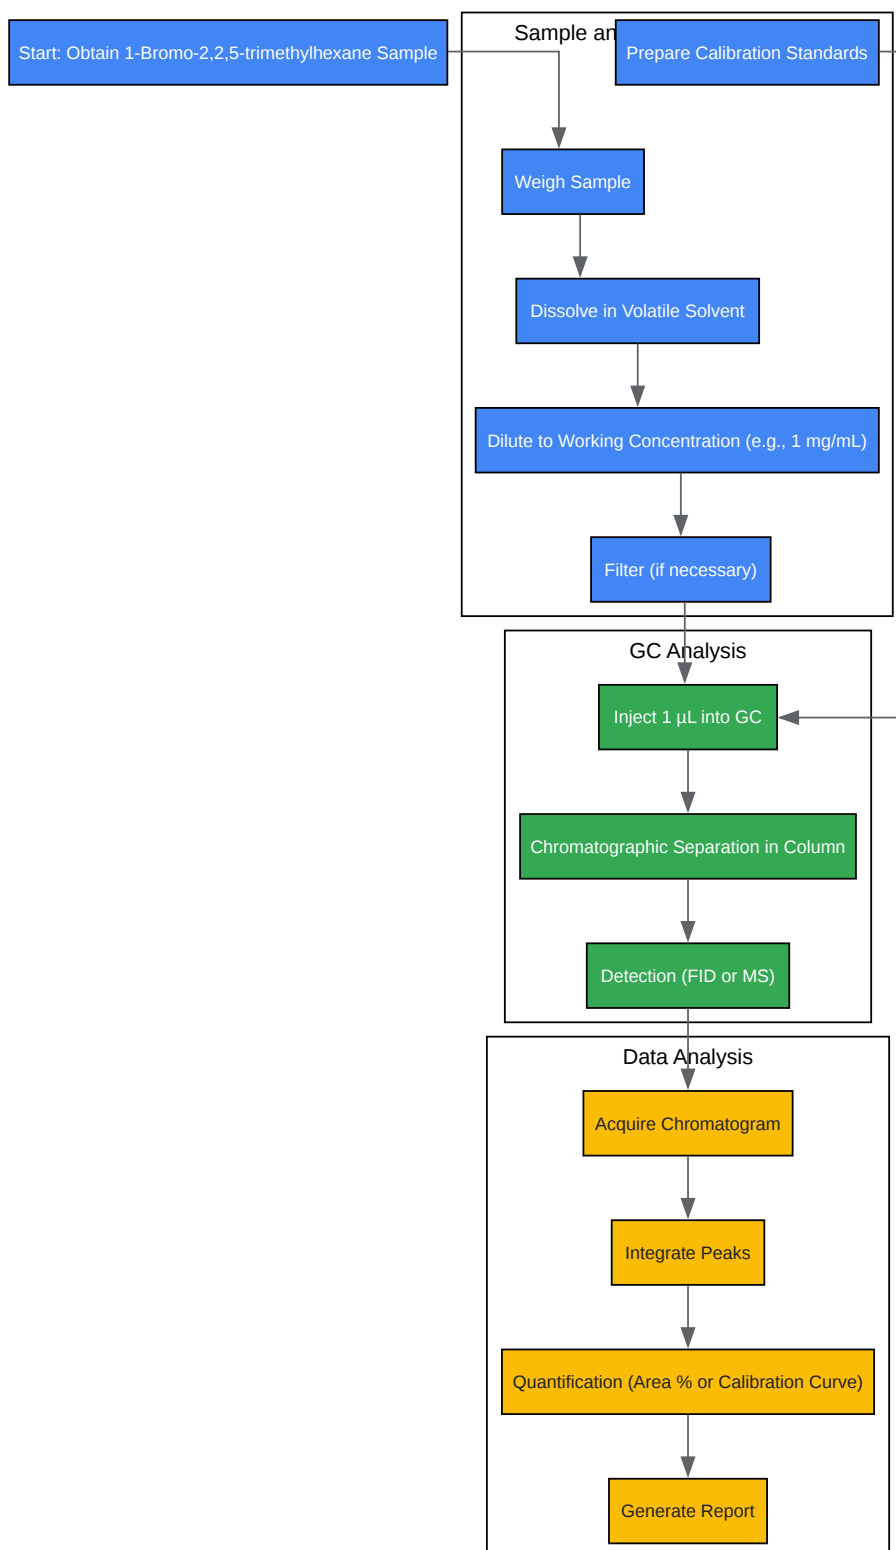 Start: Obtain 1-Bromo-2,2,5-trimethylhexane Sample
Sample an
Prepare Calibration Standards
Weigh Sample
Dissolve in Volatile Solvent
Dilute to Working Concentration (e.g., 1 mg/mL)
Filter (if necessary)
GC Analysis
Inject 1 µL into GC
Chromatographic Separation in Column
Detection (FID or MS)
Data Analysis
Acquire Chromatogram
Integrate Peaks
Quantification (Area % or Calibration Curve)
Generate Report